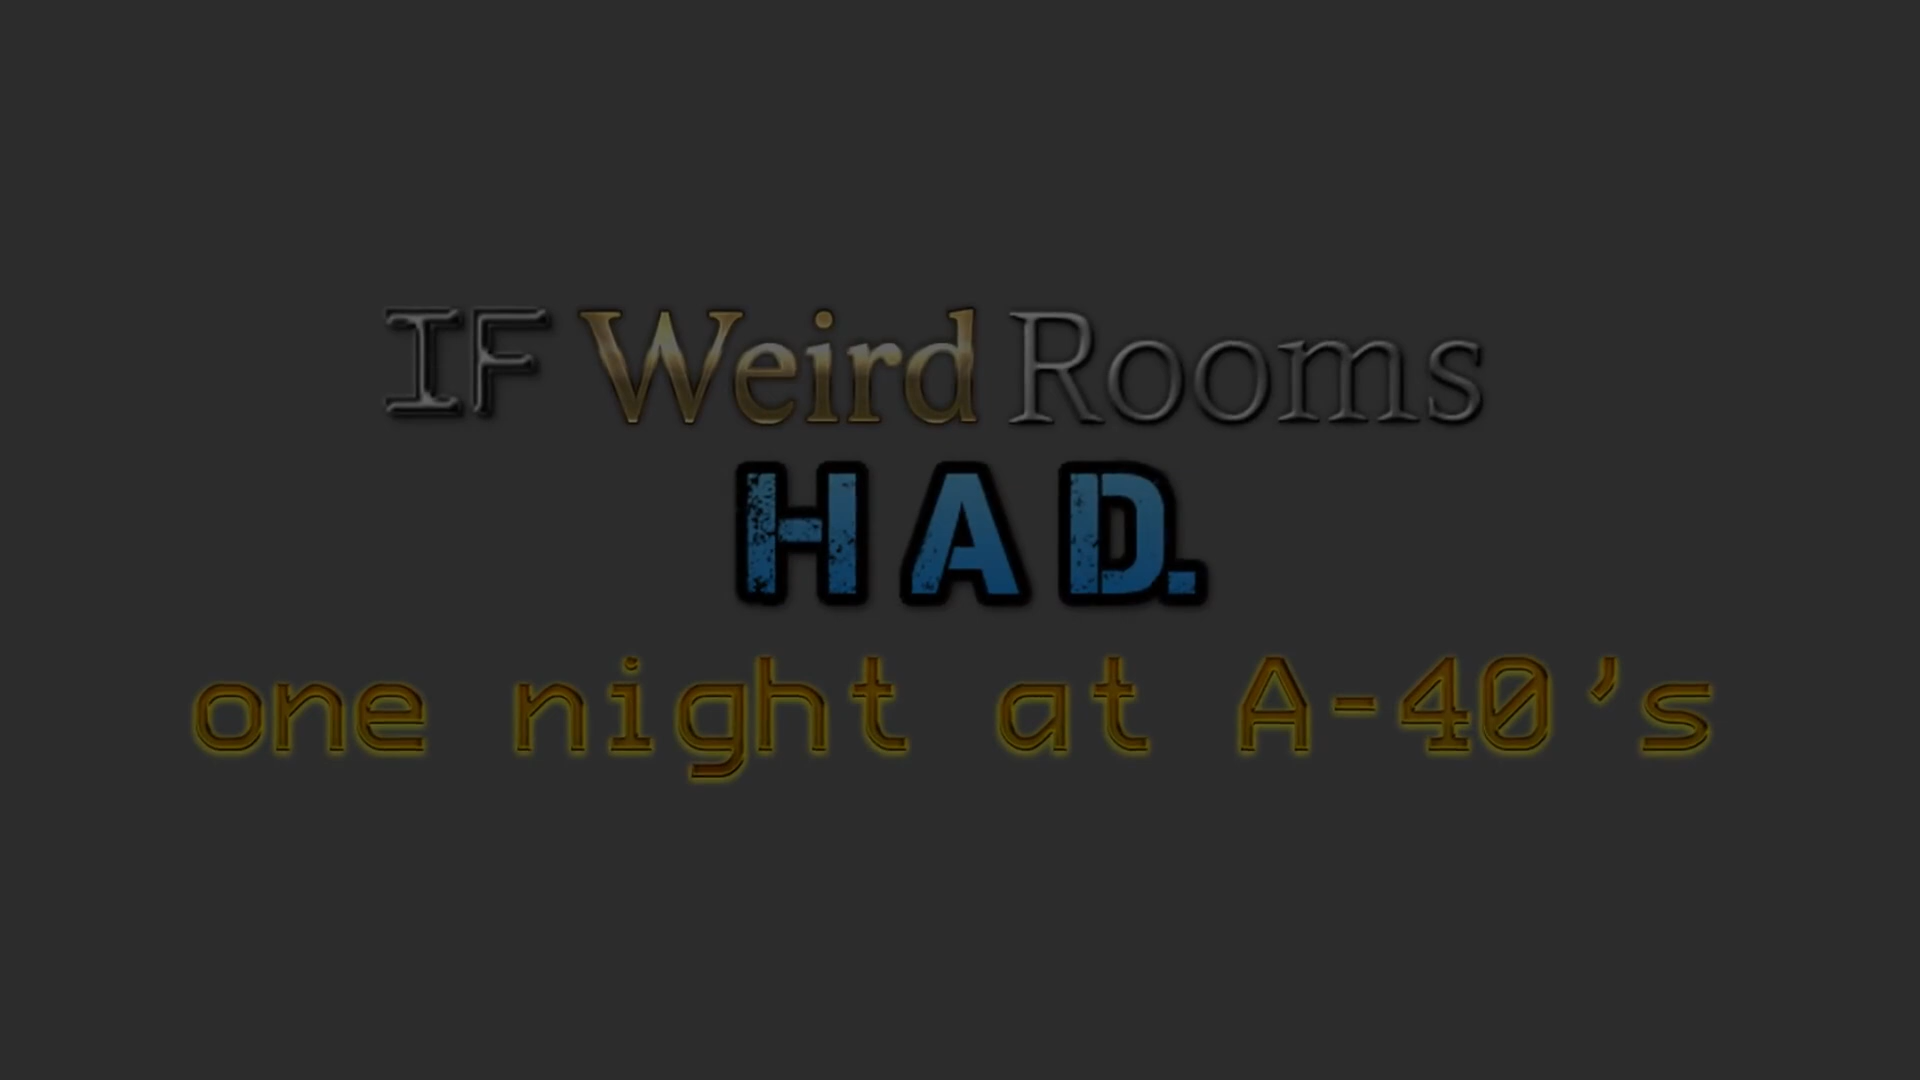 IF Weird Rooms
HAD.
one night at A-40’s